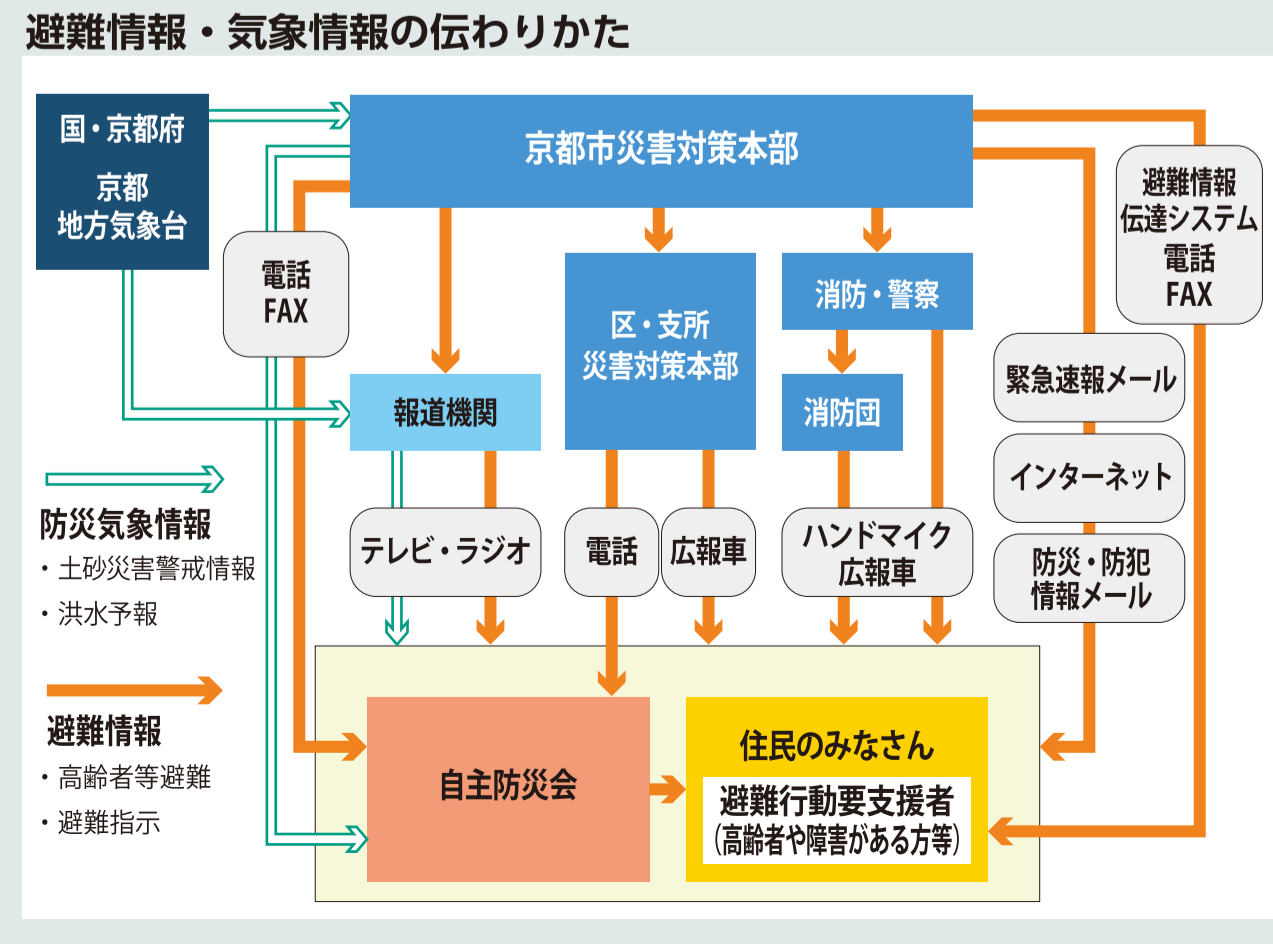 避難情報・気象情報の伝わりかた
国・京都府
京都
地方気象台
京都市災害対策本部
避難情報
伝達システム
電話
FAX
電話
FAX
区・支所
災害対策本部
消防・警察
緊急速報メール
報道機関
消防団
インターネット
防災気象情報
・土砂災害警戒情報
・洪水予報
テレビ・ラジオ
電話
広報車
ハンドマイク
広報車
防災・防犯
情報メール
避難情報
・高齢者等避難
・避難指示
自主防災会
住民のみなさん
避難行動要支援者
(高齢者や障害がある方等)